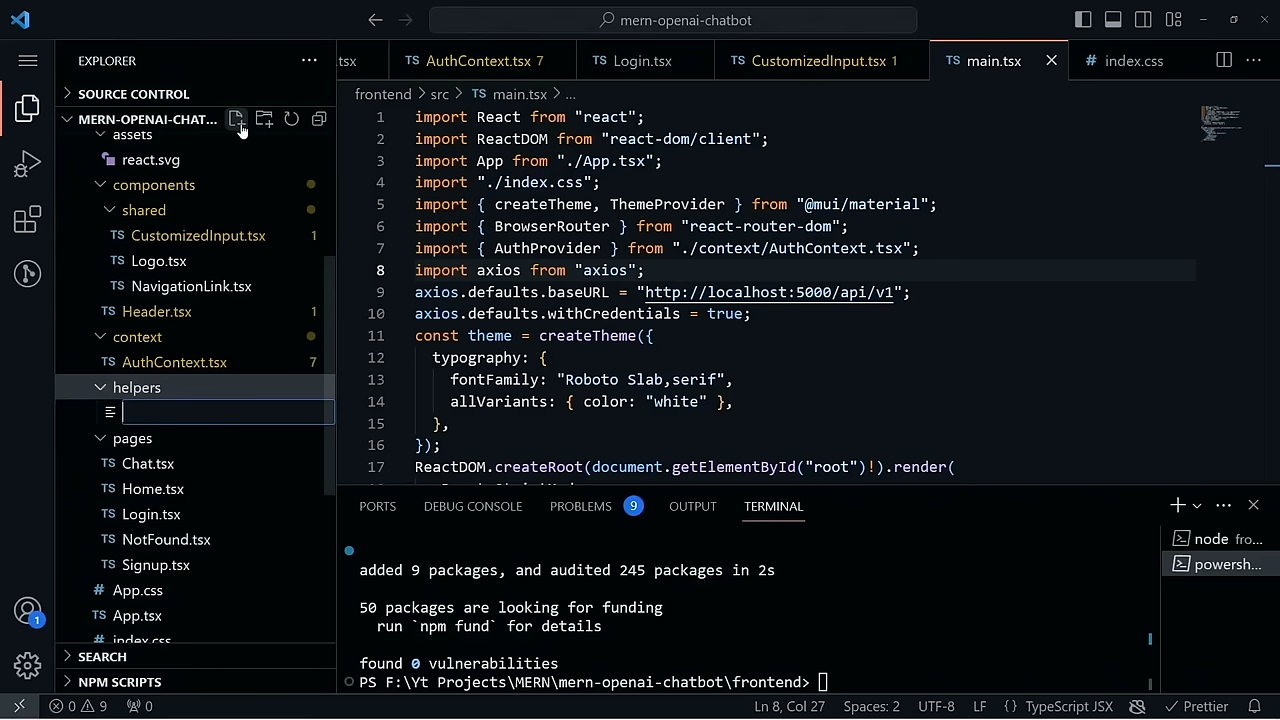 mern-openai-chatbot
EXPLORER
SOURCE CONTROL
MERN-OPENAI-CHAT...
assets
react.svg
components
shared
TS CustomizedInput.tsx 1
TS Logo.tsx
TS NavigationLink.tsx
TS Header.tsx 1
context
TS AuthContext.tsx 7
helpers
pages
TS Chat.tsx
TS Home.tsx
TS Login.tsx
TS NotFound.tsx
TS Signup.tsx
# App.css
TS App.tsx
# index.css
SEARCH
NPM SCRIPTS
1
.tsx
TS AuthContext.tsx 7
TS Login.tsx
TS CustomizedInput.tsx 1
TS main.tsx
# index.css
frontend > src > TS main.tsx > ...
1 import React from "react";
2 import ReactDOM from "react-dom/client";
3 import App from "./App.tsx";
4 import "./index.css";
5 import { createTheme, ThemeProvider } from "@mui/material";
6 import { BrowserRouter } from "react-router-dom";
7 import { AuthProvider } from "./context/AuthContext.tsx";
8 import axios from "axios";
9 axios.defaults.baseURL = "http://localhost:5000/api/v1";
10 axios.defaults.withCredentials = true;
11 const theme = createTheme({
12 typography: {
13 fontFamily: "Roboto Slab,serif",
14 allVariants: { color: "white" },
15 },
16 });
17 ReactDOM.createRoot(document.getElementById("root")!).render(
PORTS
DEBUG CONSOLE
PROBLEMS 9
OUTPUT
TERMINAL
added 9 packages, and audited 245 packages in 2s
50 packages are looking for funding
run `npm fund` for details
found 0 vulnerabilities
PS F:\Yt Projects\MERN\mern-openai-chatbot\frontend>
node fro...
powersh...
0 9 0
Ln 8, Col 27
Spaces: 2
UTF-8
LF
{} TypeScript JSX
Prettier